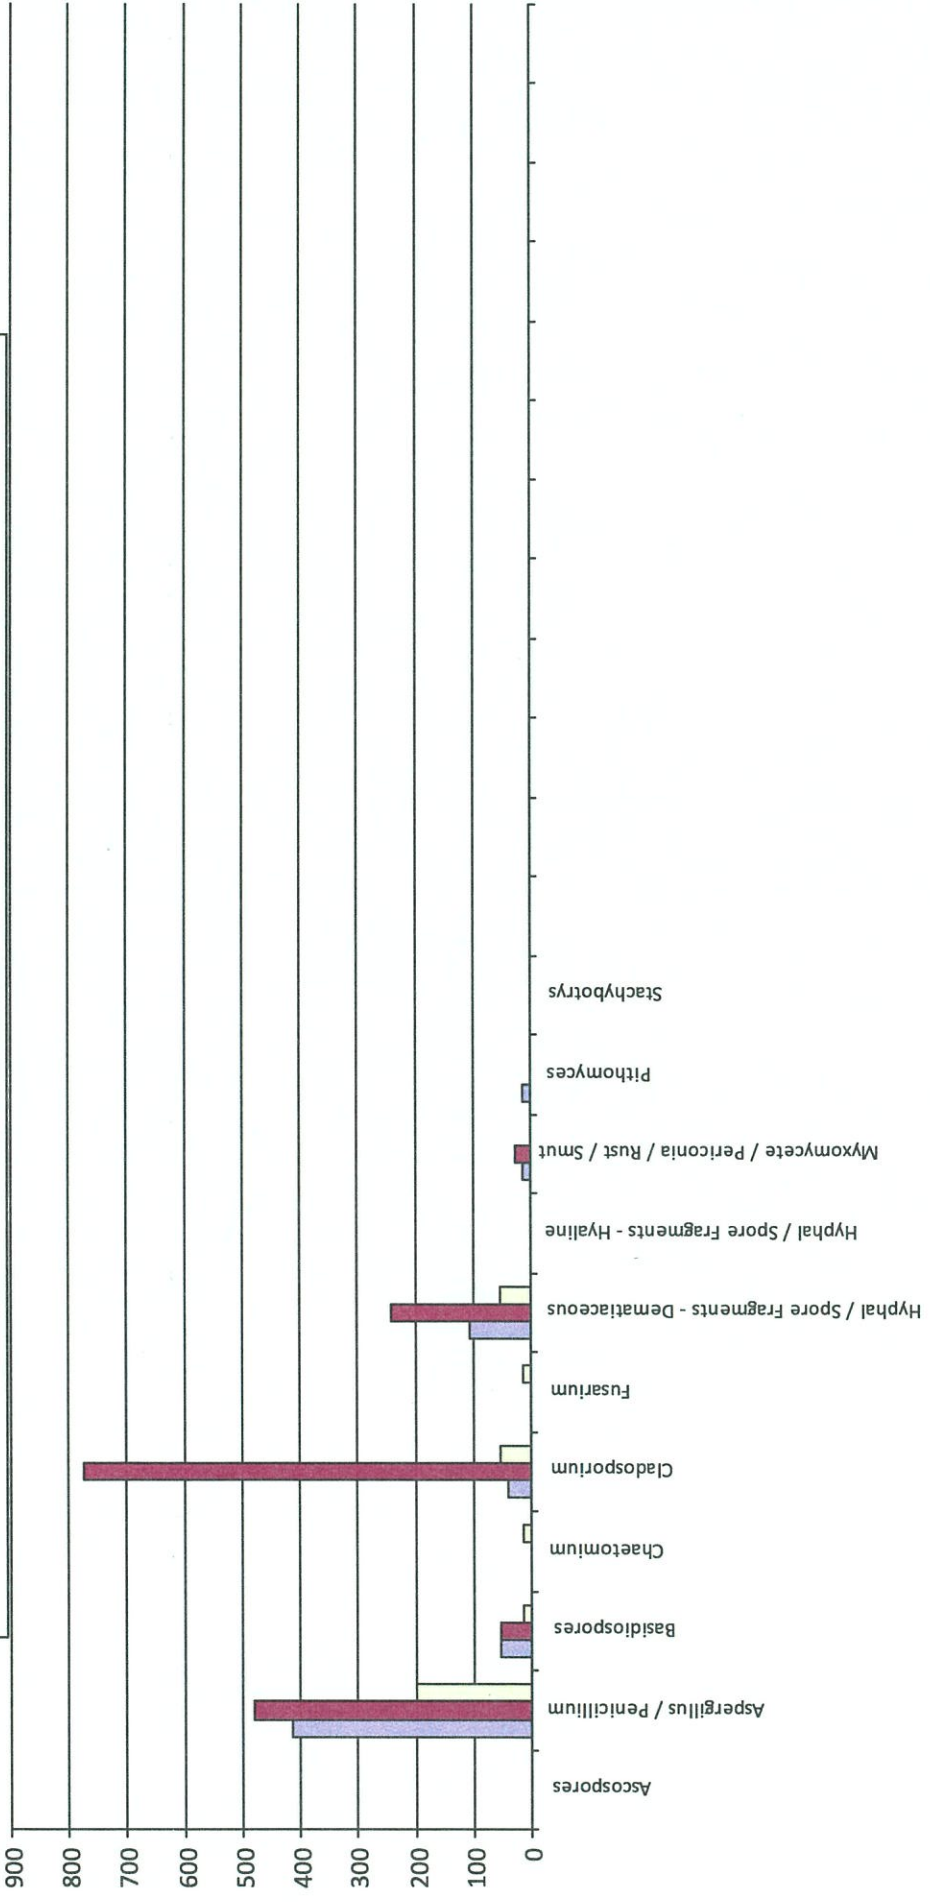 900
800
700
600
500
400
300
200
100
0
Ascospores
Aspergillus / Penicillium
Basidiospores
Chaetomium
Cladosporium
Fusarium
Hyphal / Spore Fragments - Dematiaceous
Hyphal / Spore Fragments - Hyaline
Myxomycete / Periconia / Rust / Smut
Pithomyces
Stachybotrys